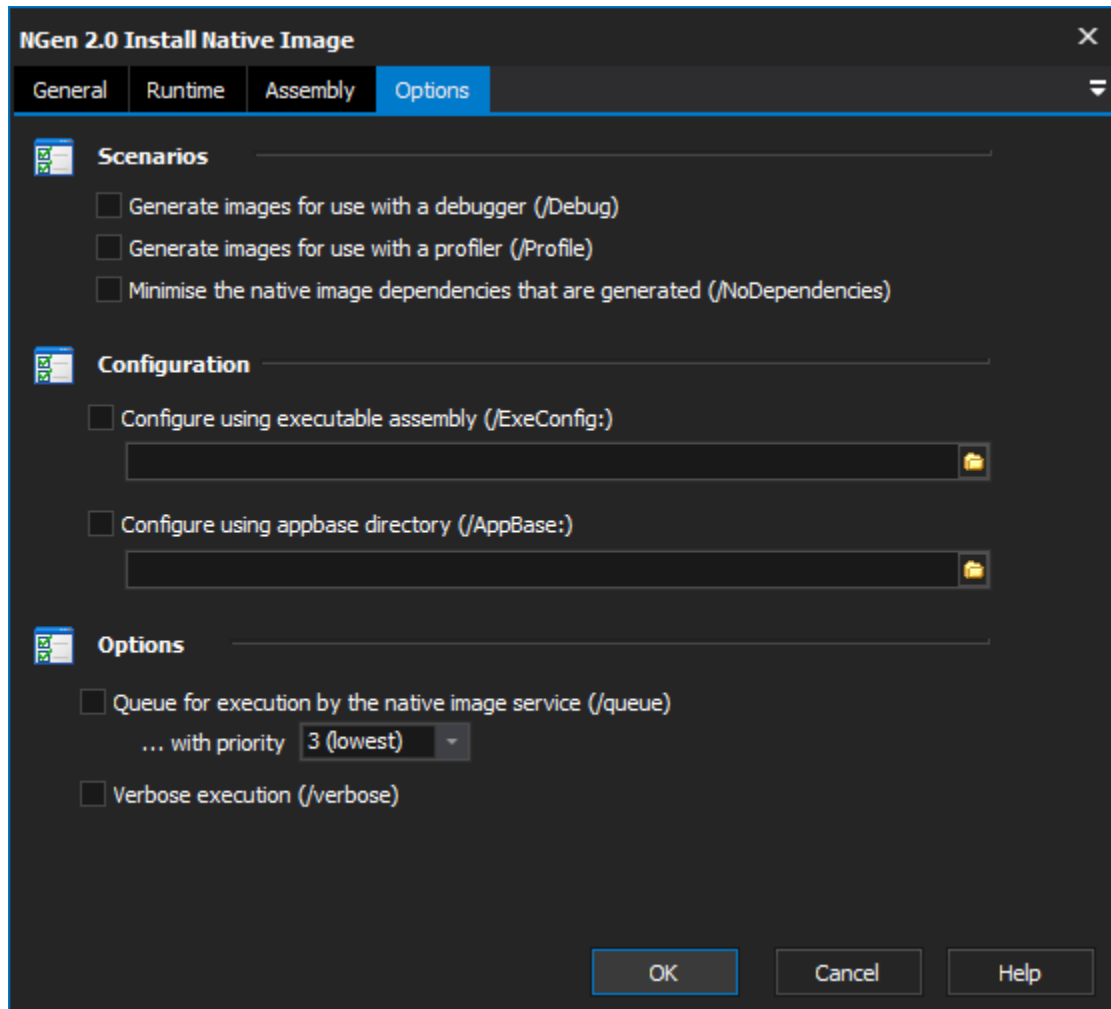 NGen 2.0 Install Native Image
General Runtime Assembly Options
Scenarios
Generate images for use with a debugger (/Debug)
Generate images for use with a profiler (/Profile)
Minimise the native image dependencies that are generated (/NoDependencies)
Configuration
Configure using executable assembly (/ExeConfig:)
Configure using appbase directory (/AppBase:)
Options
Queue for execution by the native image service (/queue)
... with priority 3 (lowest)
Verbose execution (/verbose)
OK Cancel Help